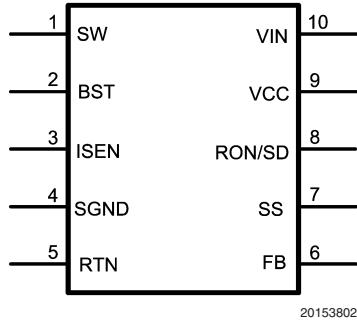 1 SW VIN 10
2 BST VCC 9
3 ISEN RON/SD 8
4 SGND SS 7
5 RTN FB 6
20153802